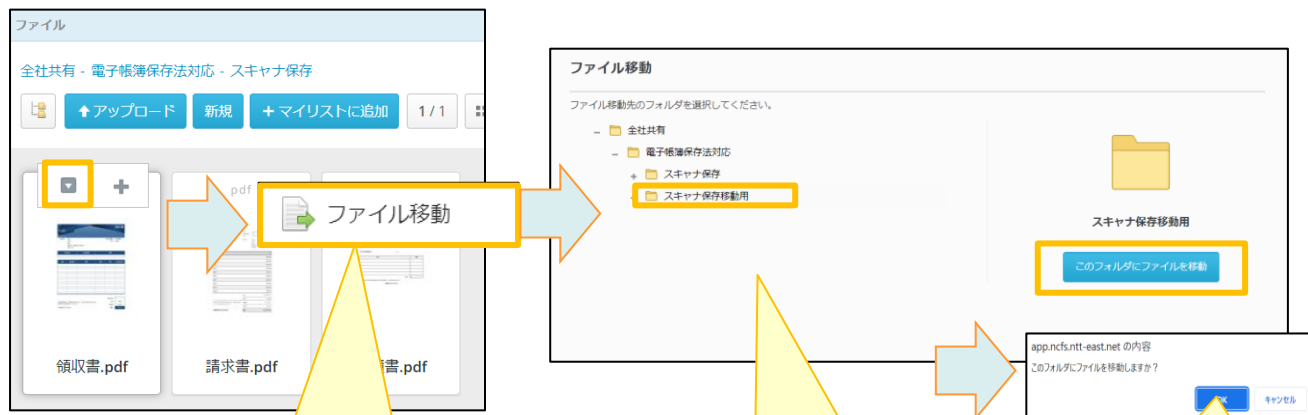 ファイル
全社共有 - 電子帳簿保存法対応 - スキャナ保存
アップロード 新規 + マイリストに追加 1 / 1
pdf
ファイル移動
領収書.pdf 請求書.pdf 書.pdf
ファイル移動
ファイル移動先のフォルダを選択してください。
全社共有
電子帳簿保存法対応
スキャナ保存
スキャナ保存移動用
スキャナ保存移動用
このフォルダにファイルを移動
app.ncfs.ntt-east.net の内容
このフォルダにファイルを移動しますか？
OK キャンセル